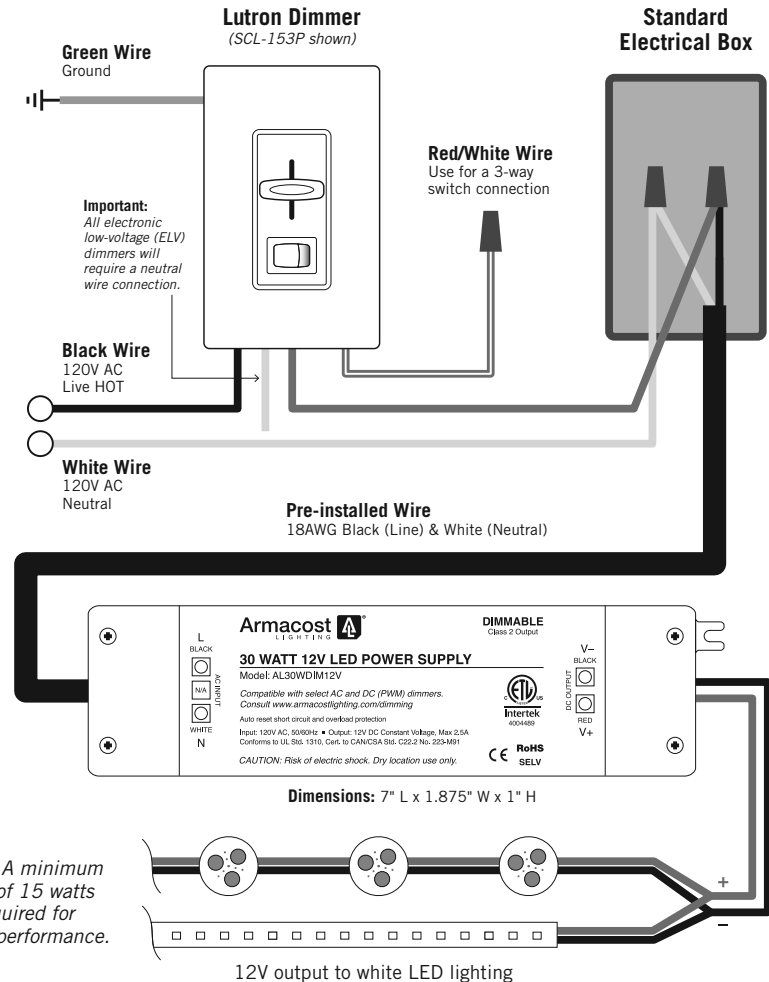 Lutron Dimmer
(SCL-153P shown)
Standard
Electrical Box
Green Wire
Ground
Red/White Wire
Use for a 3-way
switch connection
Important:
All electronic
low-voltage (ELV)
dimmers will
require a neutral
wire connection.
Black Wire
120V AC
Live HOT
White Wire
120V AC
Neutral
Pre-installed Wire
18AWG Black (Line) & White (Neutral)
L
BLACK
N/A
AC INPUT
WHITE
N
Armacost AL®
LIGHTING
DIMMABLE
Class 2 Output
30 WATT 12V LED POWER SUPPLY
Model: AL30WDIM12V
Compatible with select AC and DC (PWM) dimmers.
Consult www.armacostlighting.com/dimming
Auto reset short circuit and overload protection
Input: 120V AC, 50/60Hz ▪ Output: 12V DC Constant Voltage, Max 2.5A
Conforms to UL Std. 1310, Cert. to CAN/CSA Std. C22.2 No. 223-M91
CAUTION: Risk of electric shock. Dry location use only.
C ETL US
Intertek
4004489
CE RoHS
SELV
V–
BLACK
DC OUTPUT
RED
V+
Dimensions: 7" L x 1.875" W x 1" H
A minimum
of 15 watts
uired for
performance.
+
–
12V output to white LED lighting